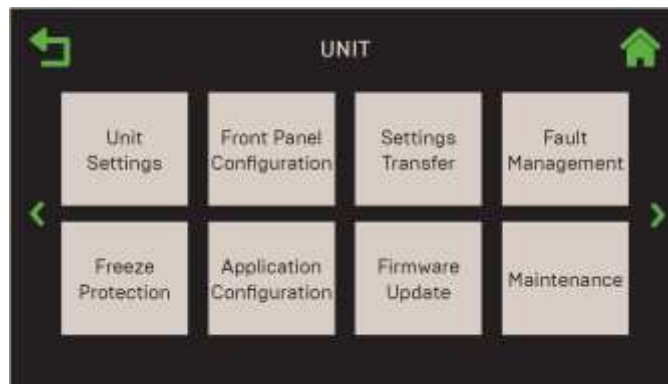 UNIT
Unit
Settings
Front Panel
Configuration
Settings
Transfer
Fault
Management
Freeze
Protection
Application
Configuration
Firmware
Update
Maintenance